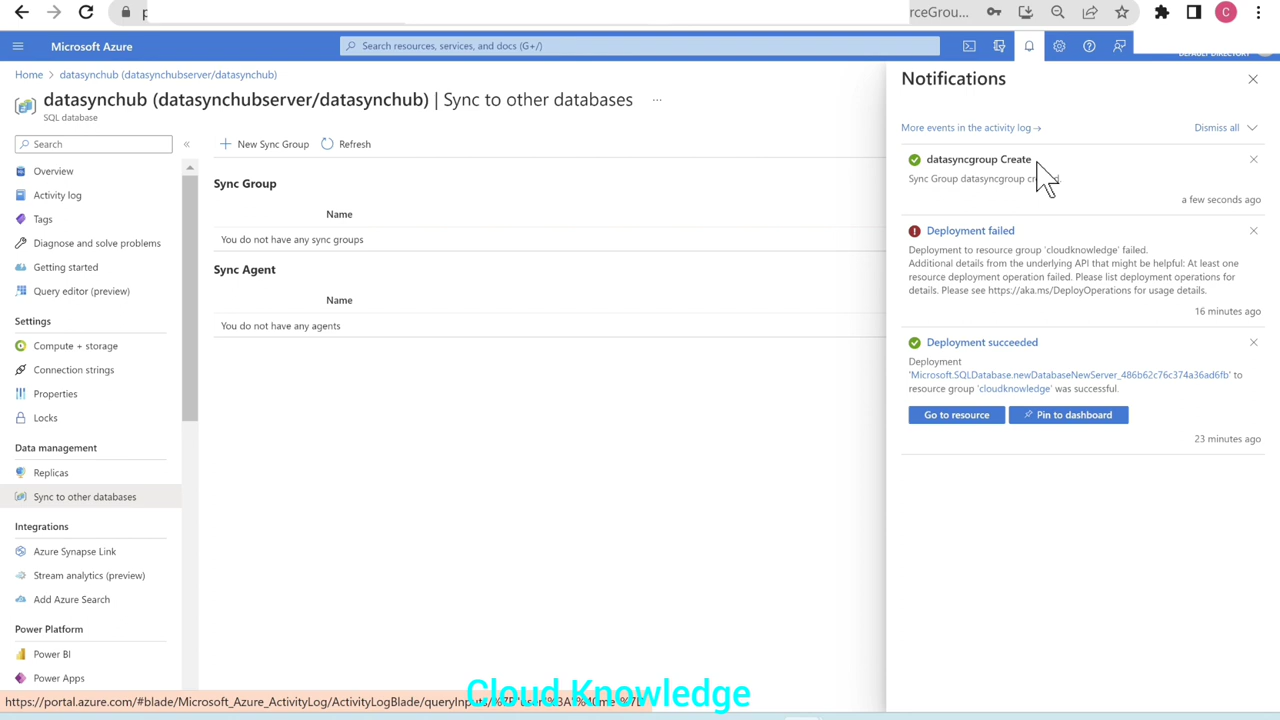 rceGrou...
C
Microsoft Azure
Search resources, services, and docs (G+/)
Home > datasynchub (datasynchubserver/datasynchub)
datasynchub (datasynchubserver/datasynchub) | Sync to other databases ...
SQL database
Search
«
Overview
Activity log
Tags
Diagnose and solve problems
Getting started
Query editor (preview)
Settings
Compute + storage
Connection strings
Properties
Locks
Data management
Replicas
Sync to other databases
Integrations
Azure Synapse Link
Stream analytics (preview)
Add Azure Search
Power Platform
Power BI
Power Apps
+ New Sync Group Refresh
Sync Group
Name
You do not have any sync groups
Sync Agent
Name
You do not have any agents
Notifications
More events in the activity log →
Dismiss all
datasyncgroup Create
Sync Group datasyncgroup
a few seconds ago
Deployment failed
Deployment to resource group 'cloudknowledge' failed.
Additional details from the underlying API that might be helpful: At least one
resource deployment operation failed. Please list deployment operations for
details. Please see https://aka.ms/DeployOperations for usage details.
16 minutes ago
Deployment succeeded
Deployment
'Microsoft.SQLDatabase.newDatabaseNewServer_486b62c76c374a36ad6fb' to
resource group 'cloudknowledge' was successful.
Go to resource
Pin to dashboard
23 minutes ago
https://portal.azure.com/#blade/Microsoft_Azure_ActivityLog/ActivityLogBlade/queryInputs/
Cloud Knowledge